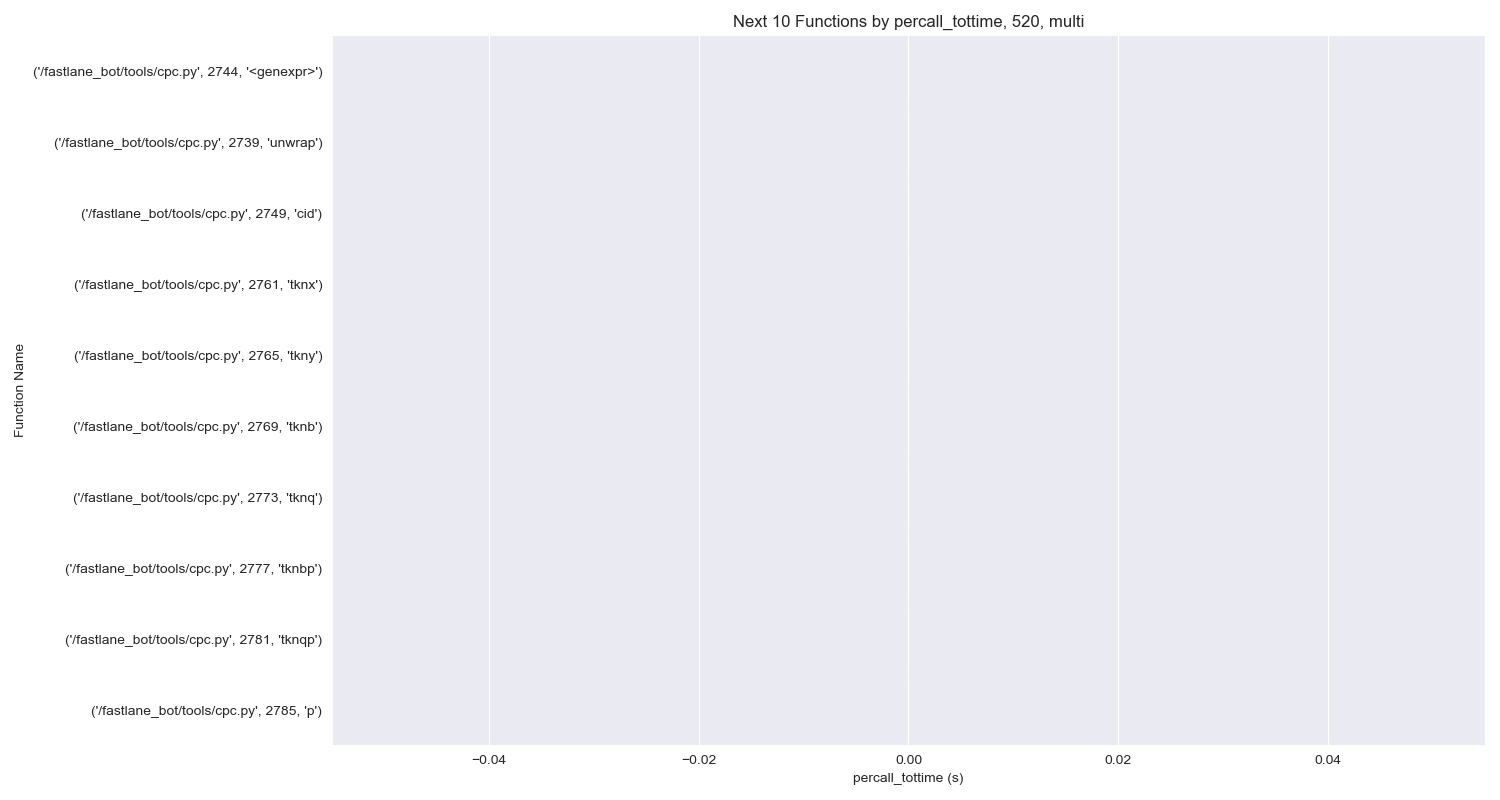 Next 10 Functions by percall_tottime, 520, multi
('/fastlane_bot/tools/cpc.py', 2744, '<genexpr>')
('/fastlane_bot/tools/cpc.py', 2739, 'unwrap')
('/fastlane_bot/tools/cpc.py', 2749, 'cid')
('/fastlane_bot/tools/cpc.py', 2761, 'tknx')
('/fastlane_bot/tools/cpc.py', 2765, 'tkny')
('/fastlane_bot/tools/cpc.py', 2769, 'tknb')
('/fastlane_bot/tools/cpc.py', 2773, 'tknq')
('/fastlane_bot/tools/cpc.py', 2777, 'tknbp')
('/fastlane_bot/tools/cpc.py', 2781, 'tknqp')
('/fastlane_bot/tools/cpc.py', 2785, 'p')
Function Name
−0.04 −0.02 0.00 0.02 0.04
percall_tottime (s)